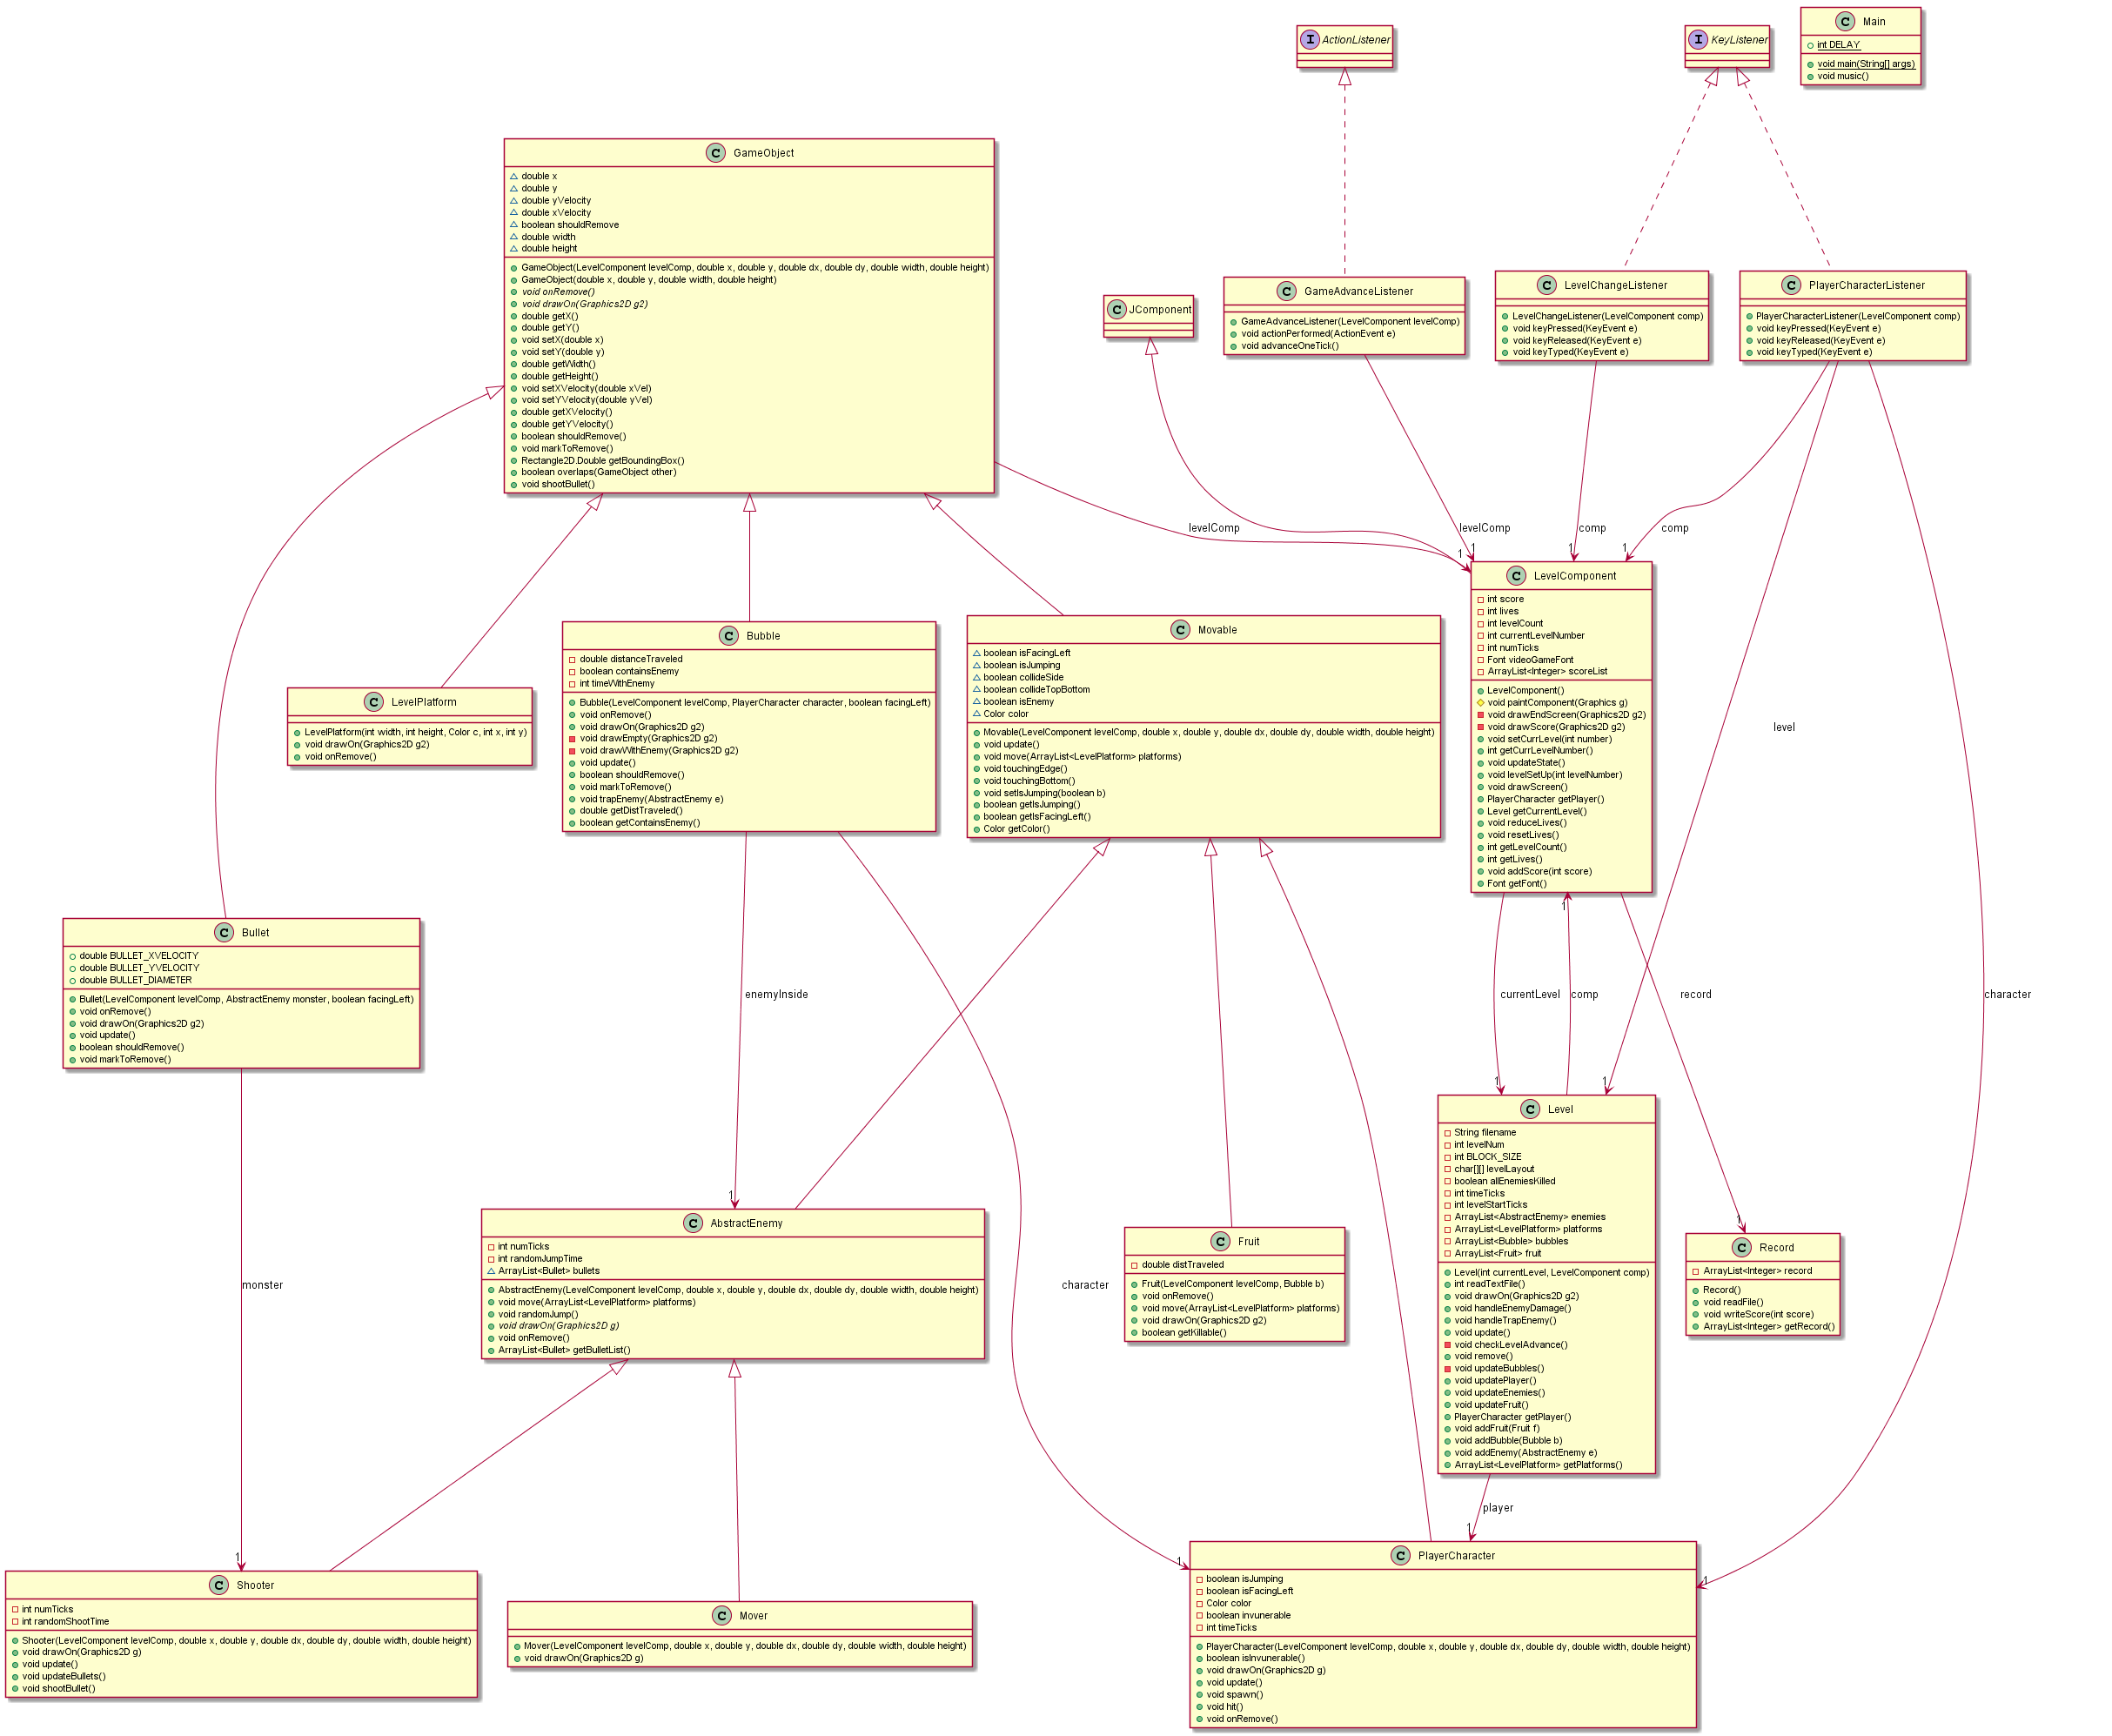 I ActionListener
I KeyListener
C Main
int DELAY
void main(String[] args)
void music()
C GameObject
double x
double y
double yVelocity
double xVelocity
boolean shouldRemove
double width
double height
GameObject(LevelComponent levelComp, double x, double y, double dx, double dy, double width, double height)
GameObject(double x, double y, double width, double height)
void onRemove()
void drawOn(Graphics2D g2)
double getX()
double getY()
void setX(double x)
void setY(double y)
double getWidth()
double getHeight()
void setXVelocity(double xVel)
void setYVelocity(double yVel)
double getXVelocity()
double getYVelocity()
boolean shouldRemove()
void markToRemove()
Rectangle2D.Double getBoundingBox()
boolean overlaps(GameObject other)
void shootBullet()
C JComponent
C GameAdvanceListener
GameAdvanceListener(LevelComponent levelComp)
void actionPerformed(ActionEvent e)
void advanceOneTick()
C LevelChangeListener
LevelChangeListener(LevelComponent comp)
void keyPressed(KeyEvent e)
void keyReleased(KeyEvent e)
void keyTyped(KeyEvent e)
C PlayerCharacterListener
PlayerCharacterListener(LevelComponent comp)
void keyPressed(KeyEvent e)
void keyReleased(KeyEvent e)
void keyTyped(KeyEvent e)
levelComp
levelComp
comp
comp
1
1
1
1
C LevelPlatform
LevelPlatform(int width, int height, Color c, int x, int y)
void drawOn(Graphics2D g2)
void onRemove()
C Bubble
double distanceTraveled
boolean containsEnemy
int timeWithEnemy
Bubble(LevelComponent levelComp, PlayerCharacter character, boolean facingLeft)
void onRemove()
void drawOn(Graphics2D g2)
void drawEmpty(Graphics2D g2)
void drawWithEnemy(Graphics2D g2)
void update()
boolean shouldRemove()
void markToRemove()
void trapEnemy(AbstractEnemy e)
double getDistTraveled()
boolean getContainsEnemy()
C Movable
boolean isFacingLeft
boolean isJumping
boolean collideSide
boolean collideTopBottom
boolean isEnemy
Color color
Movable(LevelComponent levelComp, double x, double y, double dx, double dy, double width, double height)
void update()
void move(ArrayList<LevelPlatform> platforms)
void touchingEdge()
void touchingBottom()
void setIsJumping(boolean b)
boolean getIsJumping()
boolean getIsFacingLeft()
Color getColor()
C LevelComponent
int score
int lives
int levelCount
int currentLevelNumber
int numTicks
Font videoGameFont
ArrayList<Integer> scoreList
LevelComponent()
void paintComponent(Graphics g)
void drawEndScreen(Graphics2D g2)
void drawScore(Graphics2D g2)
void setCurrLevel(int number)
int getCurrLevelNumber()
void updateState()
void levelSetUp(int levelNumber)
void drawScreen()
PlayerCharacter getPlayer()
Level getCurrentLevel()
void reduceLives()
void resetLives()
int getLevelCount()
int getLives()
void addScore(int score)
Font getFont()
level
1
C Bullet
double BULLET_XVELOCITY
double BULLET_YVELOCITY
double BULLET_DIAMETER
Bullet(LevelComponent levelComp, AbstractEnemy monster, boolean facingLeft)
void onRemove()
void drawOn(Graphics2D g2)
void update()
boolean shouldRemove()
void markToRemove()
enemyInside
currentLevel
comp
record
character
character
monster
1
1
1
1
C Level
String filename
int levelNum
int BLOCK_SIZE
char[][] levelLayout
boolean allEnemiesKilled
int timeTicks
int levelStartTicks
ArrayList<AbstractEnemy> enemies
ArrayList<LevelPlatform> platforms
ArrayList<Bubble> bubbles
ArrayList<Fruit> fruit
Level(int currentLevel, LevelComponent comp)
int readTextFile()
void drawOn(Graphics2D g2)
void handleEnemyDamage()
void handleTrapEnemy()
void update()
void checkLevelAdvance()
void remove()
void updateBubbles()
void updatePlayer()
void updateEnemies()
void updateFruit()
PlayerCharacter getPlayer()
void addFruit(Fruit f)
void addBubble(Bubble b)
void addEnemy(AbstractEnemy e)
ArrayList<LevelPlatform> getPlatforms()
C AbstractEnemy
int numTicks
int randomJumpTime
ArrayList<Bullet> bullets
AbstractEnemy(LevelComponent levelComp, double x, double y, double dx, double dy, double width, double height)
void move(ArrayList<LevelPlatform> platforms)
void randomJump()
void drawOn(Graphics2D g)
void onRemove()
ArrayList<Bullet> getBulletList()
C Fruit
double distTraveled
Fruit(LevelComponent levelComp, Bubble b)
void onRemove()
void move(ArrayList<LevelPlatform> platforms)
void drawOn(Graphics2D g2)
boolean getKillable()
C Record
ArrayList<Integer> record
Record()
void readFile()
void writeScore(int score)
ArrayList<Integer> getRecord()
player
1
1
1
1
C Shooter
int numTicks
int randomShootTime
Shooter(LevelComponent levelComp, double x, double y, double dx, double dy, double width, double height)
void drawOn(Graphics2D g)
void update()
void updateBullets()
void shootBullet()
C Mover
Mover(LevelComponent levelComp, double x, double y, double dx, double dy, double width, double height)
void drawOn(Graphics2D g)
C PlayerCharacter
boolean isJumping
boolean isFacingLeft
Color color
boolean invunerable
int timeTicks
PlayerCharacter(LevelComponent levelComp, double x, double y, double dx, double dy, double width, double height)
boolean isInvunerable()
void drawOn(Graphics2D g)
void update()
void spawn()
void hit()
void onRemove()